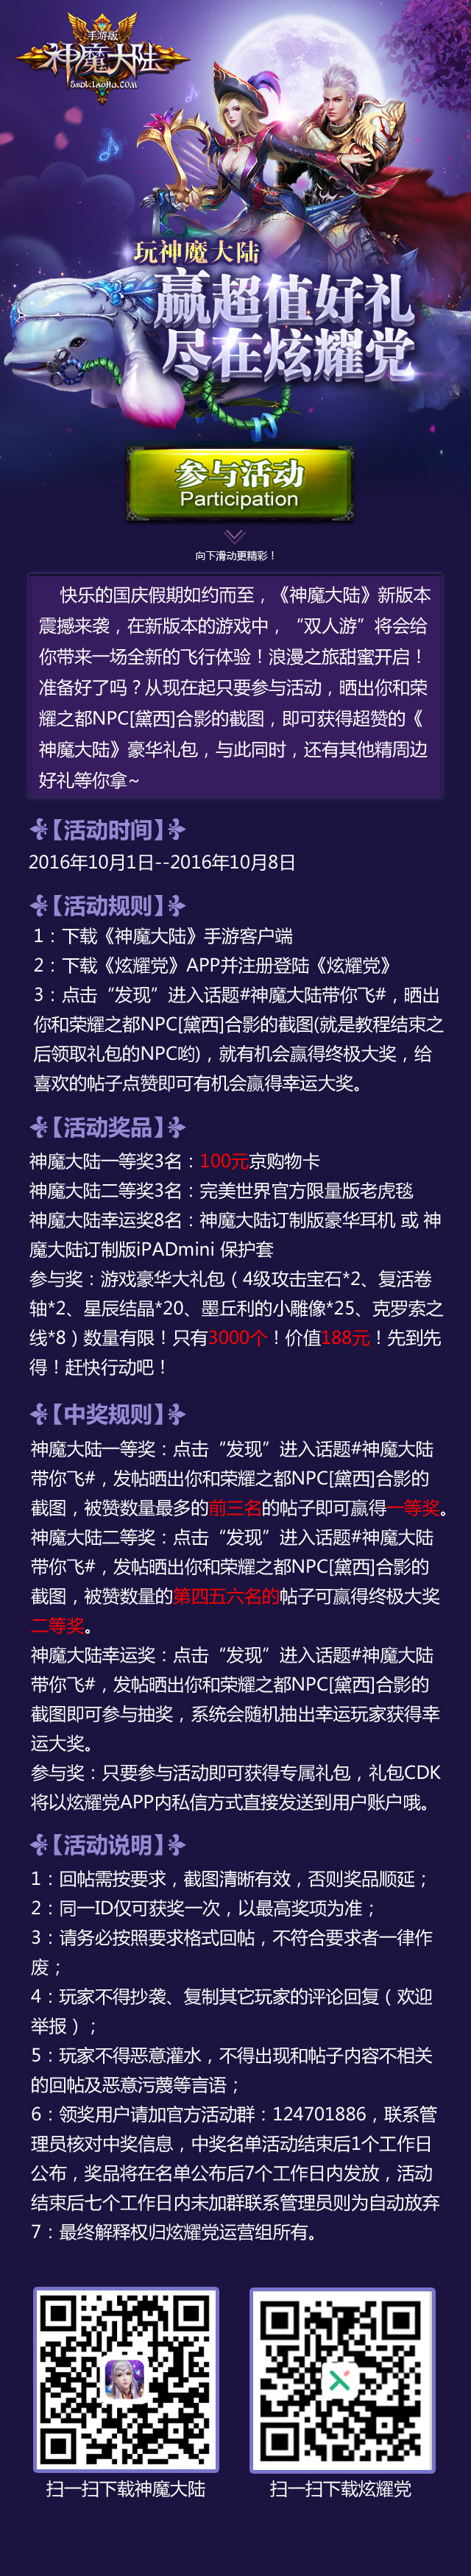 手游版
神魔大陆
SMDL.LAOHU.COM
玩神魔大陆
赢超值好礼
尽在炫耀党
参与活动
Participation
向下滑动更精彩！
快乐的国庆假期如约而至，《神魔大陆》新版本
震撼来袭，在新版本的游戏中，“双人游”将会给
你带来一场全新的飞行体验！浪漫之旅甜蜜开启！
准备好了吗？从现在起只要参与活动，晒出你和荣
耀之都NPC[黛西]合影的截图，即可获得超赞的《
神魔大陆》豪华礼包，与此同时，还有其他精周边
好礼等你拿~
【活动时间】
2016年10月1日--2016年10月8日
【活动规则】
1：下载《神魔大陆》手游客户端
2：下载《炫耀党》APP并注册登陆《炫耀党》
3：点击“发现”进入话题#神魔大陆带你飞#，晒出
你和荣耀之都NPC[黛西]合影的截图(就是教程结束之
后领取礼包的NPC哟)，就有机会赢得终极大奖，给
喜欢的帖子点赞即可有机会赢得幸运大奖。
【活动奖品】
神魔大陆一等奖3名：100元京购物卡
神魔大陆二等奖3名：完美世界官方限量版老虎毯
神魔大陆幸运奖8名：神魔大陆订制版豪华耳机 或 神
魔大陆订制版iPADmini 保护套
参与奖：游戏豪华大礼包（4级攻击宝石*2、复活卷
轴*2、星辰结晶*20、墨丘利的小雕像*25、克罗索之
线*8）数量有限！只有3000个！价值188元！先到先
得！赶快行动吧！
【中奖规则】
神魔大陆一等奖：点击“发现”进入话题#神魔大陆
带你飞#，发帖晒出你和荣耀之都NPC[黛西]合影的
截图，被赞数量最多的前三名的帖子即可赢得一等奖。
神魔大陆二等奖：点击“发现”进入话题#神魔大陆
带你飞#，发帖晒出你和荣耀之都NPC[黛西]合影的
截图，被赞数量的第四五六名的帖子可赢得终极大奖
二等奖。
神魔大陆幸运奖：点击“发现”进入话题#神魔大陆
带你飞#，发帖晒出你和荣耀之都NPC[黛西]合影的
截图即可参与抽奖，系统会随机抽出幸运玩家获得幸
运大奖。
参与奖：只要参与活动即可获得专属礼包，礼包CDK
将以炫耀党APP内私信方式直接发送到用户账户哦。
【活动说明】
1：回帖需按要求，截图清晰有效，否则奖品顺延；
2：同一ID仅可获奖一次，以最高奖项为准；
3：请务必按照要求格式回帖，不符合要求者一律作
废；
4：玩家不得抄袭、复制其它玩家的评论回复（欢迎
举报）；
5：玩家不得恶意灌水，不得出现和帖子内容不相关
的回帖及恶意污蔑等言语；
6：领奖用户请加官方活动群：124701886，联系管
理员核对中奖信息，中奖名单活动结束后1个工作日
公布，奖品将在名单公布后7个工作日内发放，活动
结束后七个工作日内未加群联系管理员则为自动放弃
7：最终解释权归炫耀党运营组所有。
扫一扫下载神魔大陆
扫一扫下载炫耀党